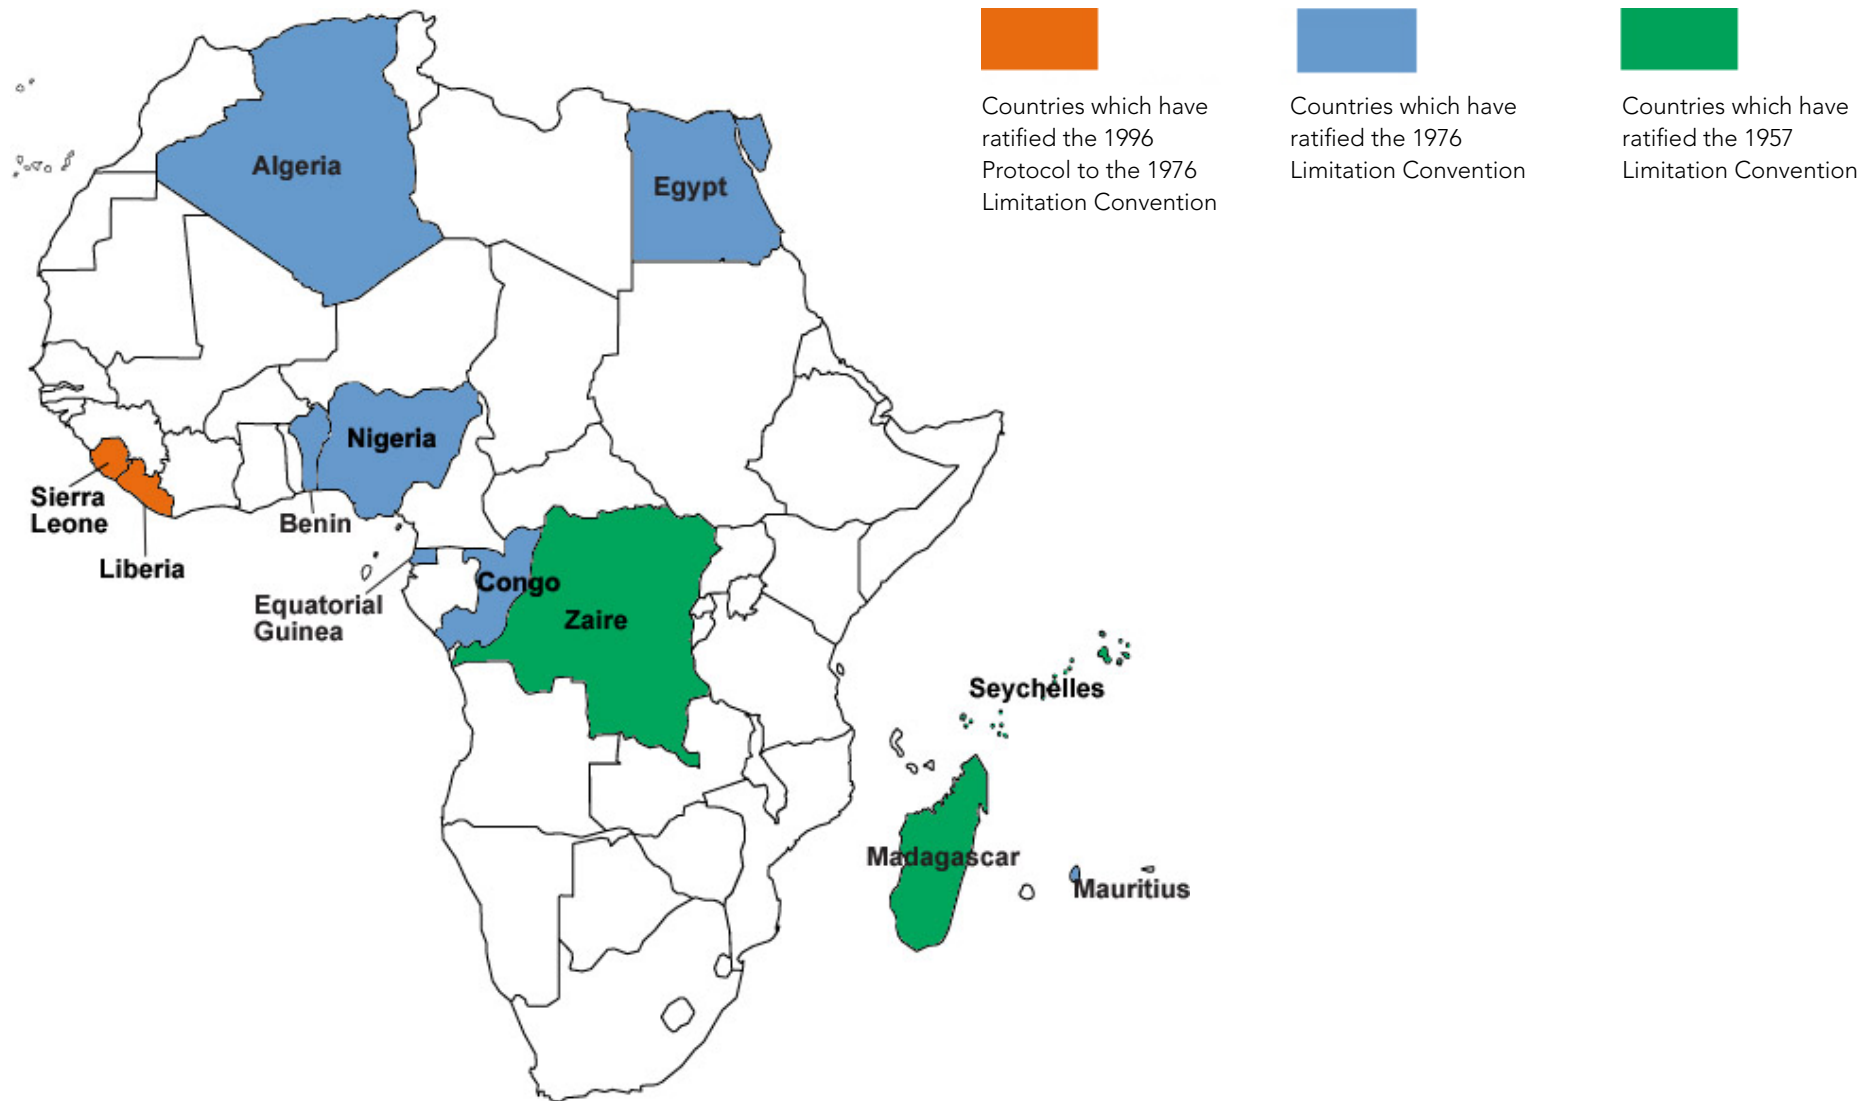 Countries which have
ratified the 1996
Protocol to the 1976
Limitation Convention
Countries which have
ratified the 1976
Limitation Convention
Countries which have
ratified the 1957
Limitation Convention
Algeria
Egypt
Nigeria
Sierra
Leone
Benin
Liberia
Congo
Equatorial
Guinea
Zaire
Seychelles
Madagascar
Mauritius